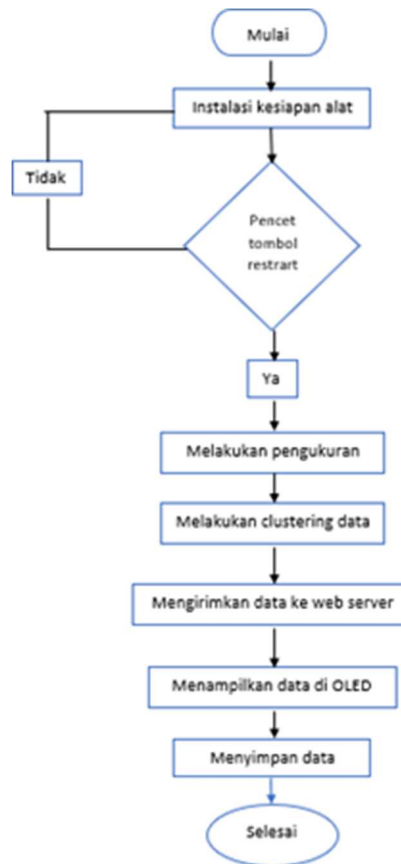 Mulai
Instalasi kesiapan alat
Tidak
Pencet
tombol
restrart
Ya
Melakukan pengukuran
Melakukan clustering data
Mengirimkan data ke web server
Menampilkan data di OLED
Menyimpan data
Selesai